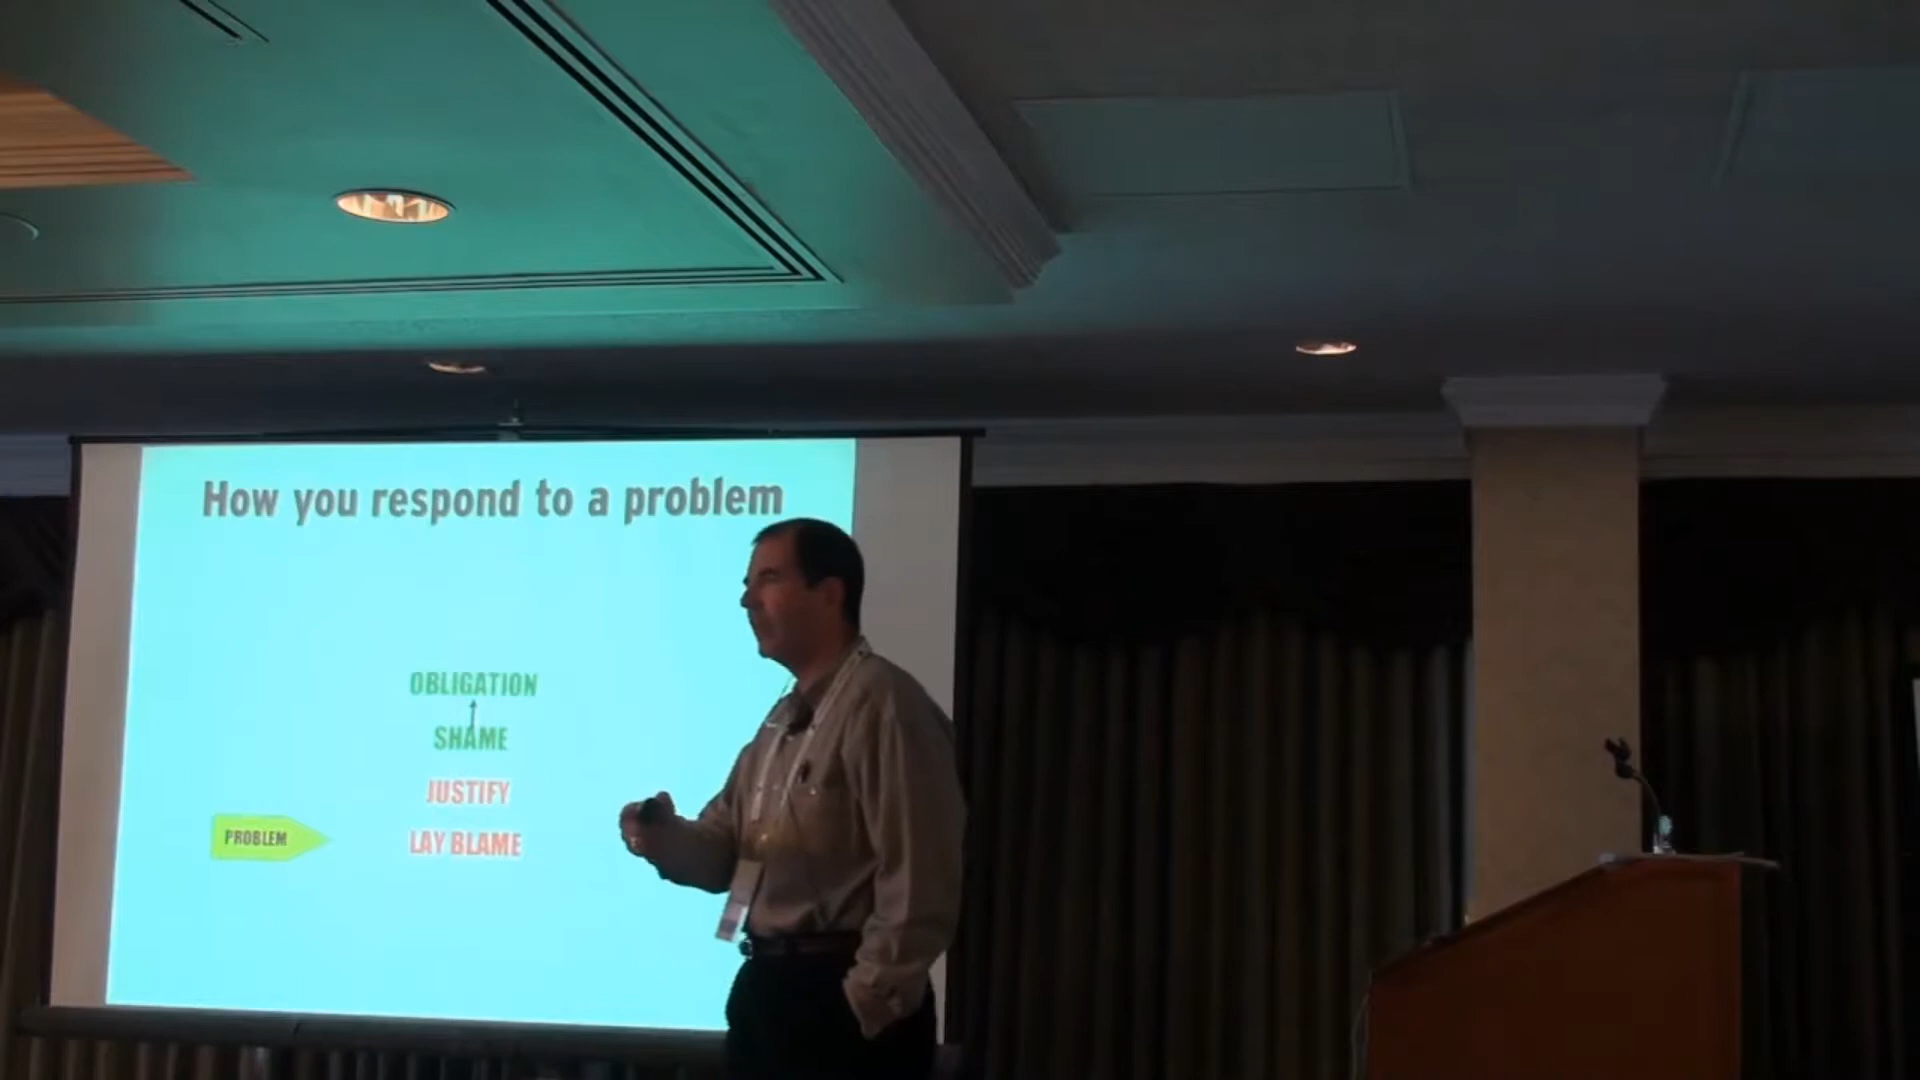 How you respond to a problem
OBLIGATION
SHAME
JUSTIFY
PROBLEM
LAY BLAME